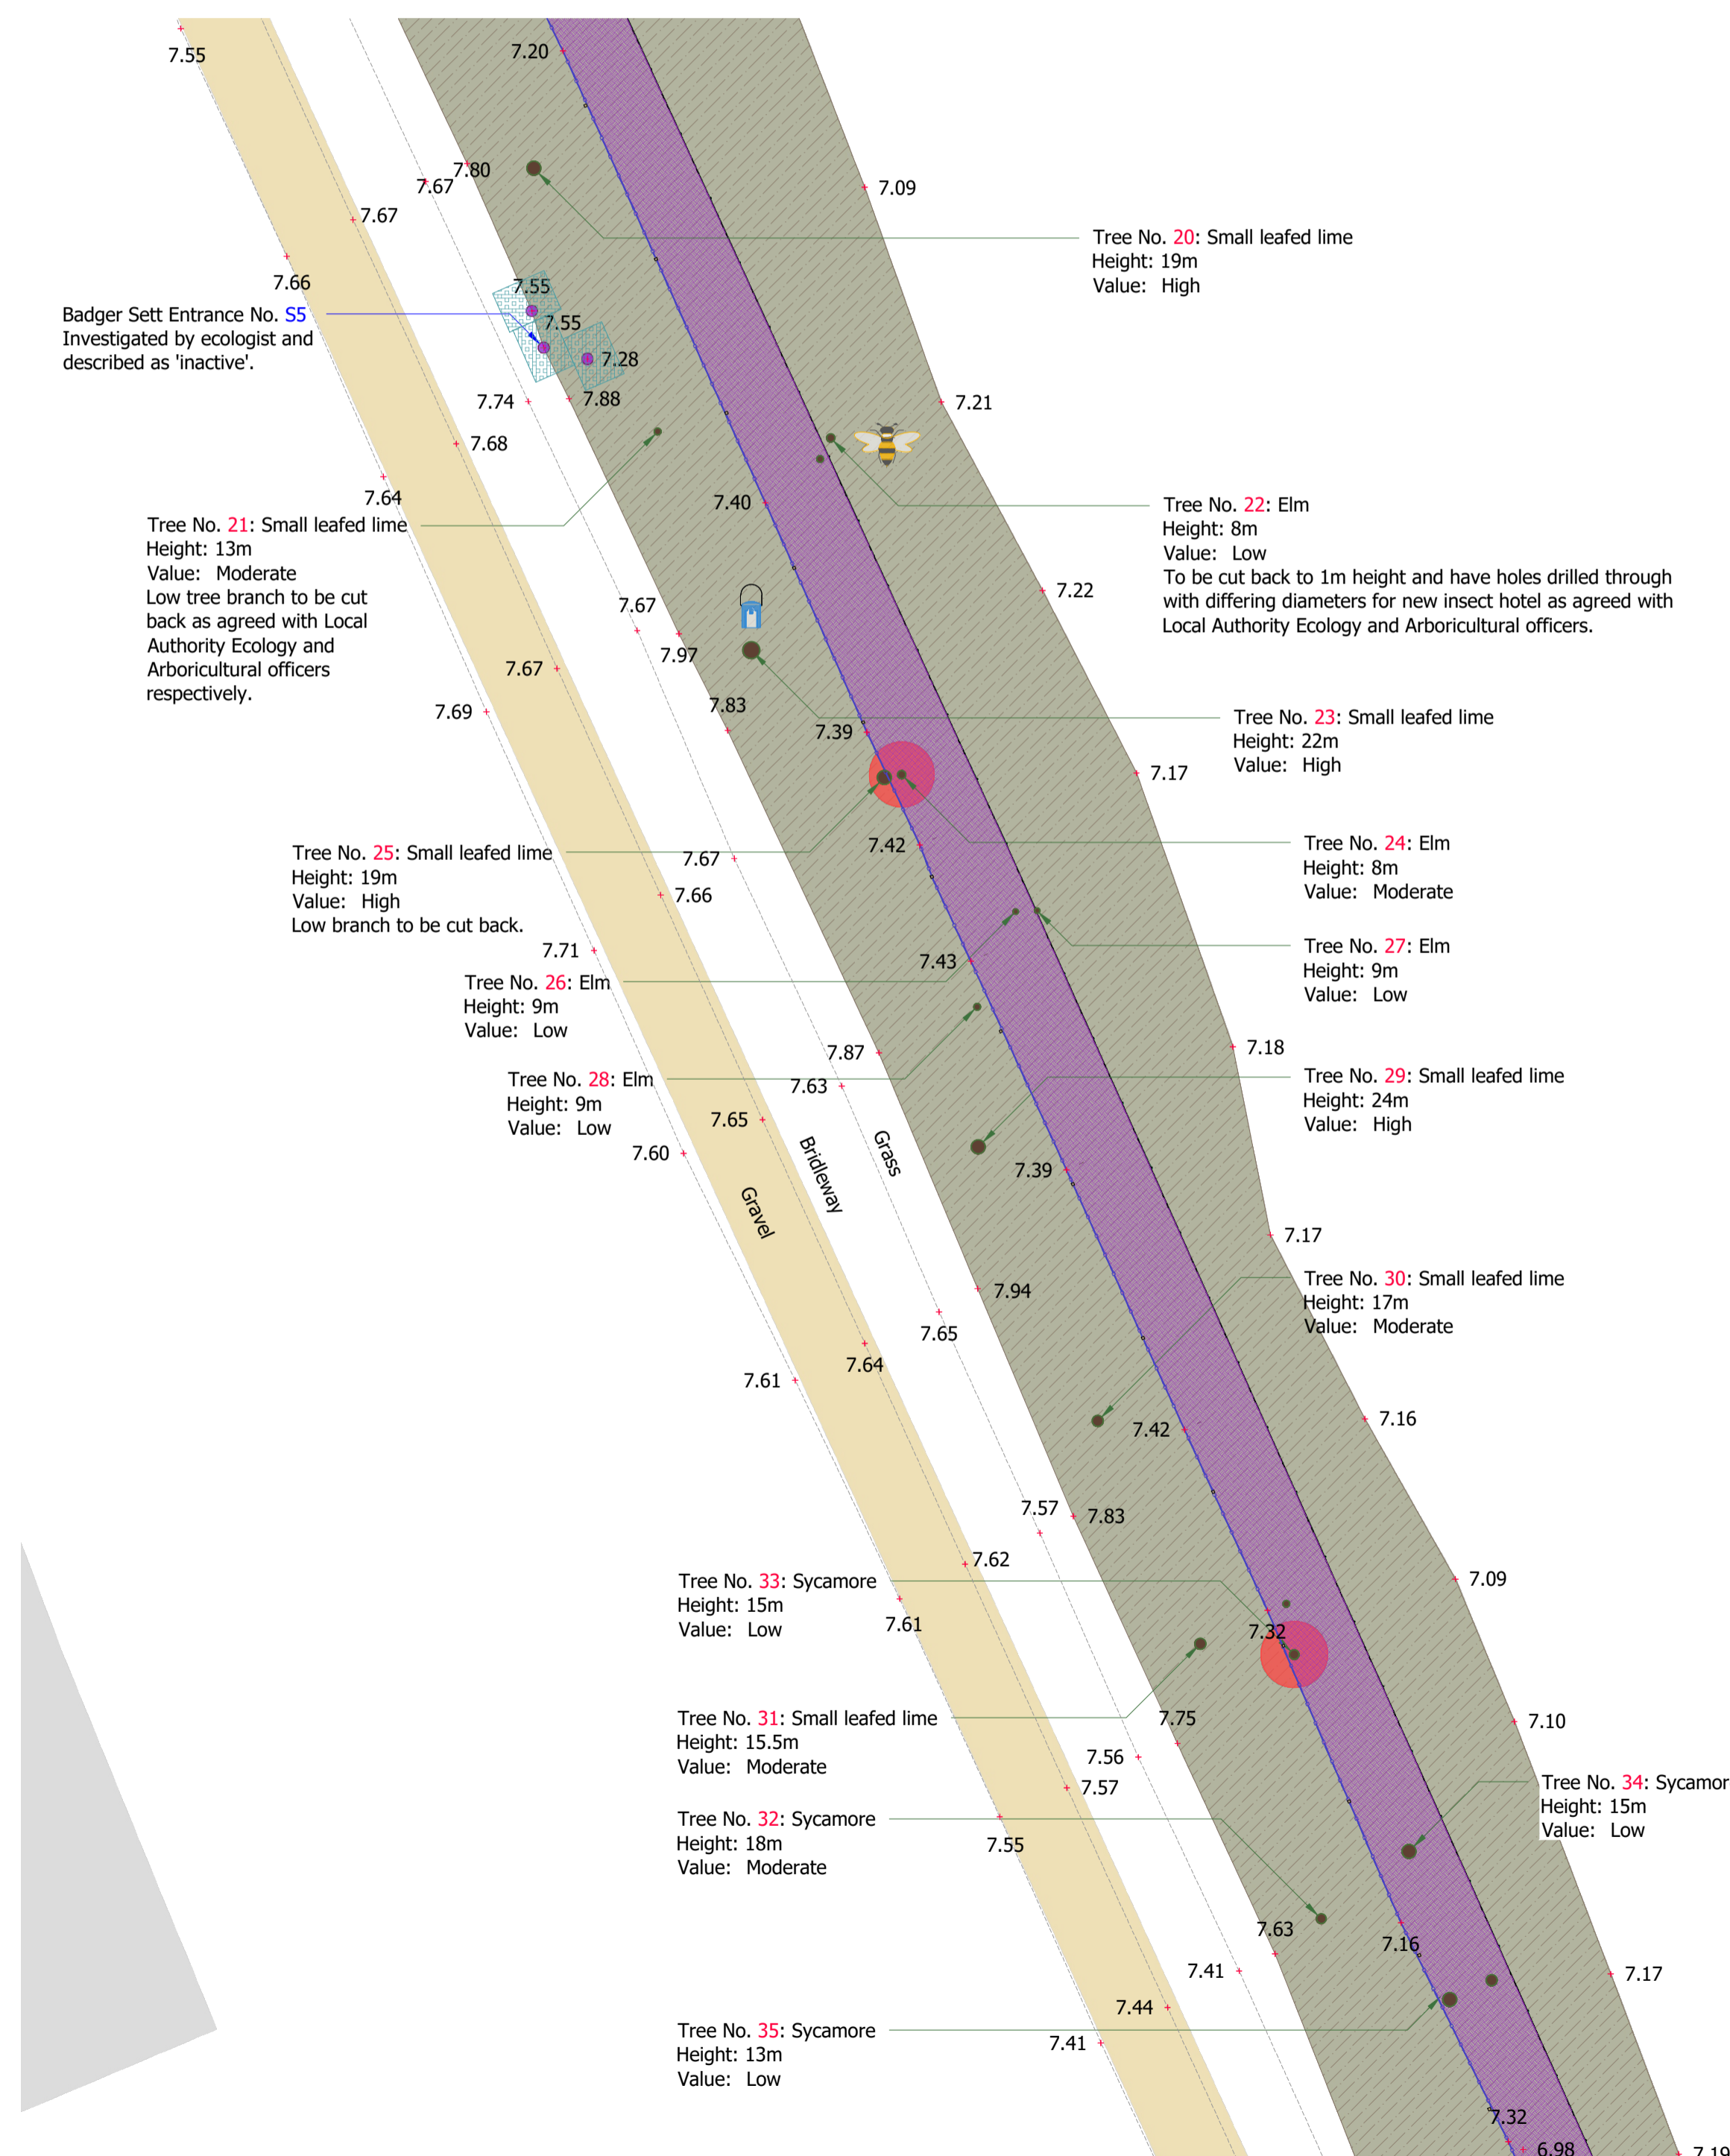 7.20
7.55
7.80
7.67
7.09
7.67
Tree No. 20: Small leafed lime
Height: 19m
Value: High
7.66
7.55
Badger Sett Entrance No. S5
Investigated by ecologist and
described as 'inactive'.
7.55
7.28
7.88
7.74
7.21
7.68
7.64
7.40
Tree No. 21: Small leafed lime
Height: 13m
Value: Moderate
Low tree branch to be cut
back as agreed with Local
Authority Ecology and
Arboricultural officers
respectively.
Tree No. 22: Elm
Height: 8m
Value: Low
To be cut back to 1m height and have holes drilled through
with differing diameters for new insect hotel as agreed with
Local Authority Ecology and Arboricultural officers.
7.22
7.67
7.97
7.67
7.83
7.69
7.39
Tree No. 23: Small leafed lime
Height: 22m
Value: High
7.17
7.42
Tree No. 24: Elm
Height: 8m
Value: Moderate
Tree No. 25: Small leafed lime
Height: 19m
Value: High
Low branch to be cut back.
7.67
7.66
7.71
7.43
Tree No. 27: Elm
Height: 9m
Value: Low
Tree No. 26: Elm
Height: 9m
Value: Low
7.87
7.18
7.63
Tree No. 28: Elm
Height: 9m
Value: Low
Tree No. 29: Small leafed lime
Height: 24m
Value: High
7.65
7.60
Grass
Bridleway
Gravel
7.39
7.17
7.94
Tree No. 30: Small leafed lime
Height: 17m
Value: Moderate
7.65
7.64
7.61
7.42
7.16
7.57
7.83
7.62
7.09
Tree No. 33: Sycamore
Height: 15m
Value: Low
7.61
7.32
Tree No. 31: Small leafed lime
Height: 15.5m
Value: Moderate
7.75
7.10
7.56
7.57
Tree No. 34: Sycamor
Height: 15m
Value: Low
Tree No. 32: Sycamore
Height: 18m
Value: Moderate
7.55
7.63
7.16
7.41
7.17
7.44
Tree No. 35: Sycamore
Height: 13m
Value: Low
7.41
7.32
6.98
7.19